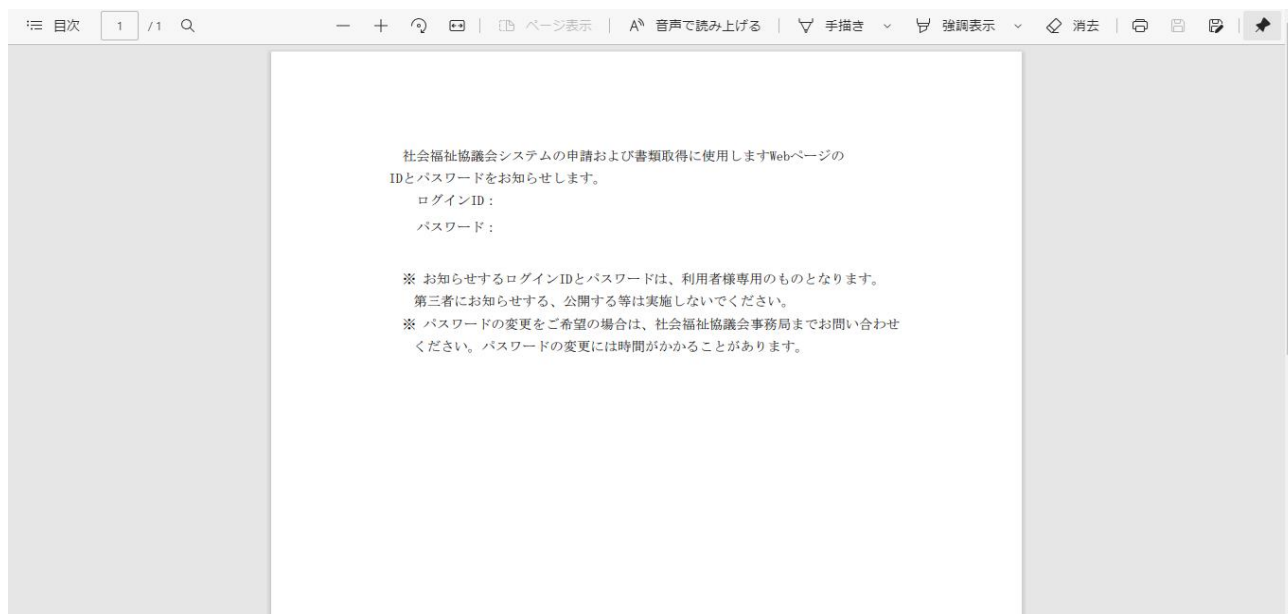 目次 1 /1 ページ表示 音声で読み上げる 手描き 強調表示 消去
社会福祉協議会システムの申請および書類取得に使用しますWebページの
IDとパスワードをお知らせします。
ログインID：
パスワード：
※ お知らせするログインIDとパスワードは、利用者様専用のものとなります。
第三者にお知らせする、公開する等は実施しないでください。
※ パスワードの変更をご希望の場合は、社会福祉協議会事務局までお問い合わせ
ください。パスワードの変更には時間がかかることがあります。